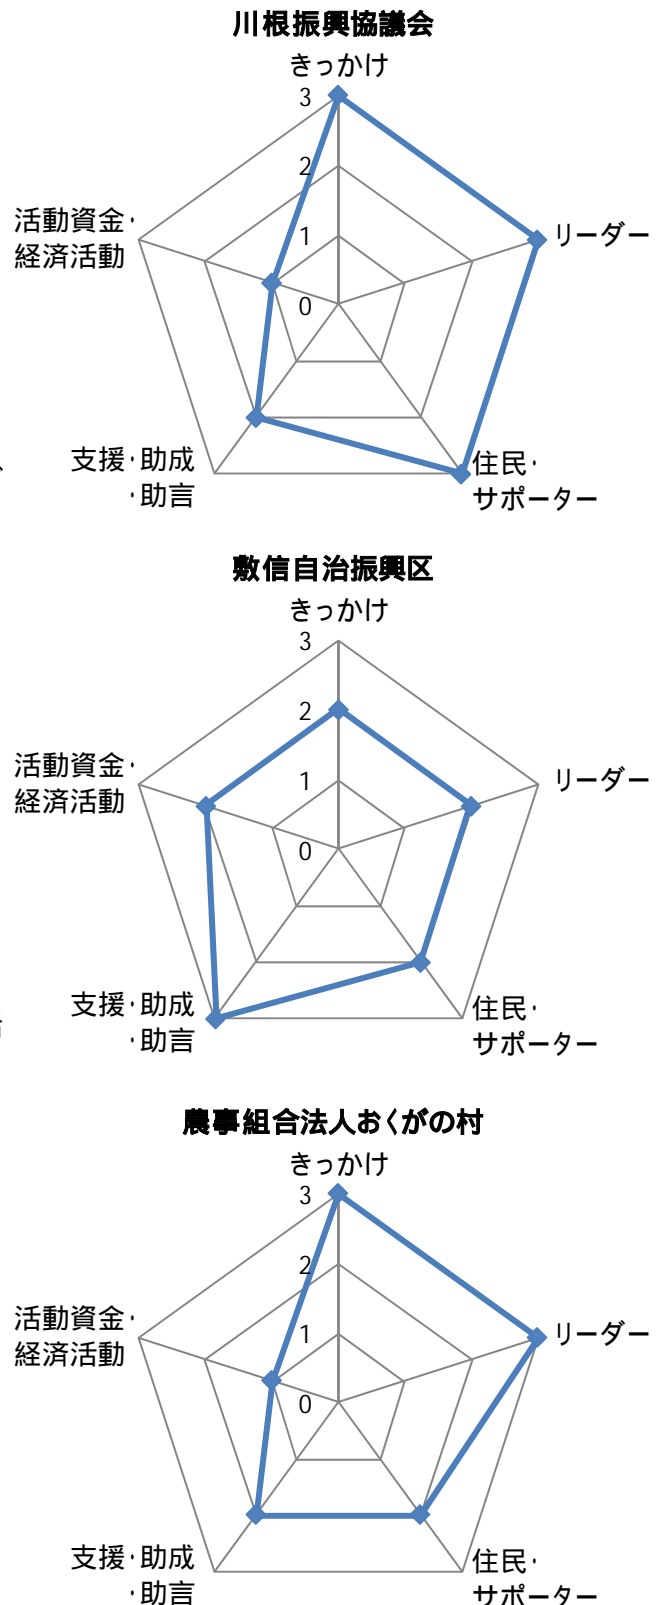 川根振興協議会
きっかけ
3
2
1
0
リーダー
住民・
サポーター
支援・助成
・助言
活動資金・
経済活動
敷信自治振興区
きっかけ
3
2
1
0
リーダー
住民・
サポーター
支援・助成
・助言
活動資金・
経済活動
農事組合法人おくがの村
きっかけ
3
2
1
0
リーダー
住民・
サポーター
支援・助成
・助言
活動資金・
経済活動